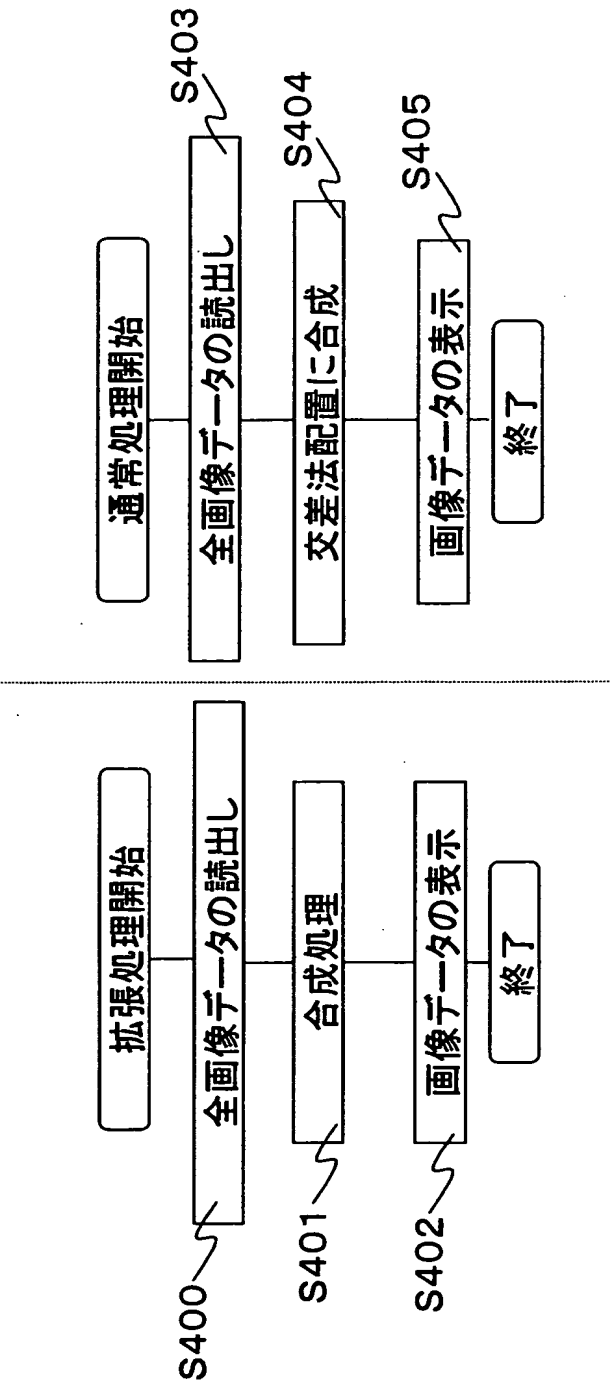 拡張処理開始
全画像データの読出し
S400
合成処理
S401
画像データの表示
S402
終了
通常処理開始
全画像データの読出し
S403
交差法配置に合成
S404
画像データの表示
S405
終了